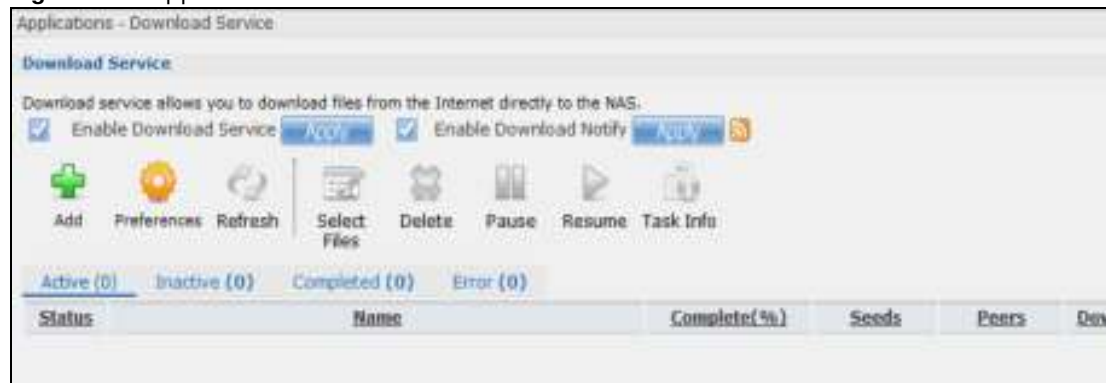 Applications - Download Service
Download Service
Download service allows you to download files from the Internet directly to the NAS.
Enable Download Service Apply Enable Download Notify Apply
Add Preferences Refresh Select Files Delete Pause Resume Task Info
Active (0) Inactive (0) Completed (0) Error (0)
Status Name Complete(%) Seeds Peers